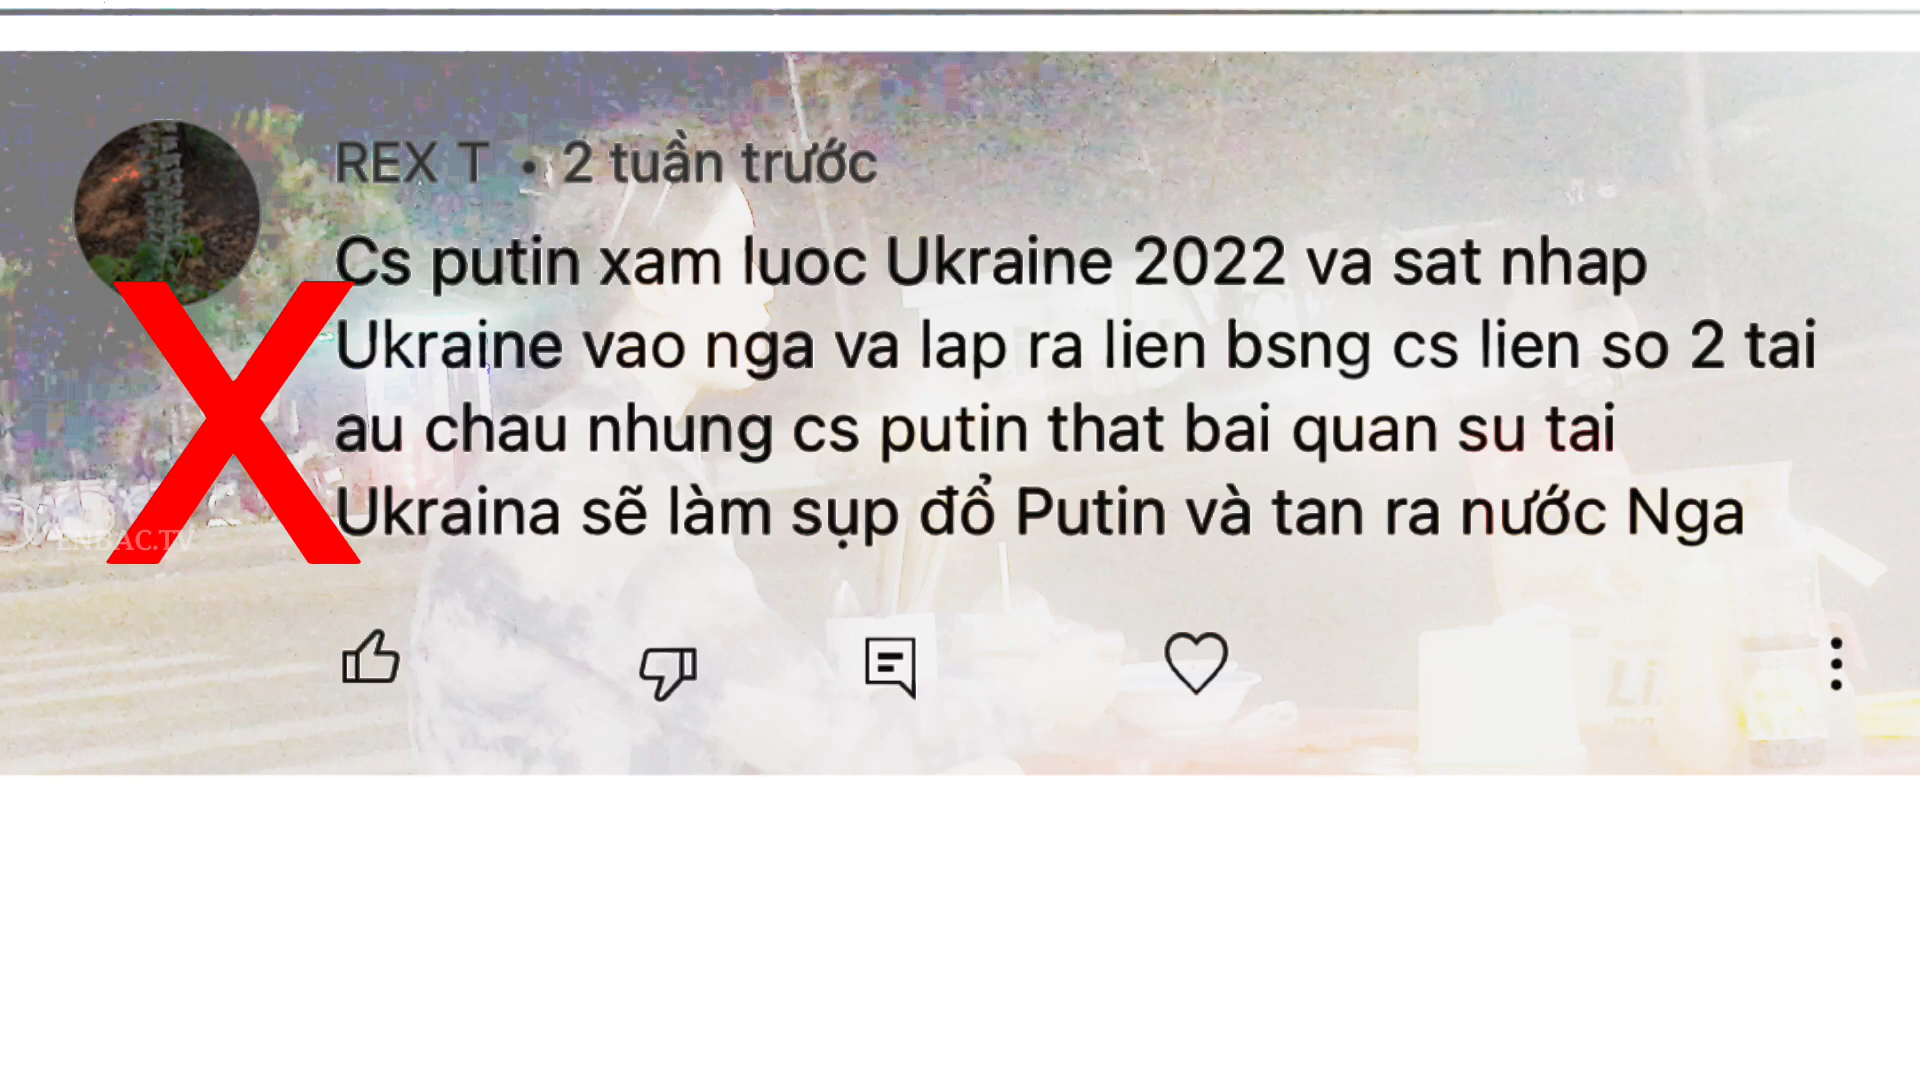 REX T • 2 tuần trước
Cs putin xam luoc Ukraine 2022 va sat nhap
Ukraine vao nga va lap ra lien bsng cs lien so 2 tai
au chau nhung cs putin that bai quan su tai
Ukraina sẽ làm sụp đổ Putin và tan ra nước Nga
X
ENBAC.TV